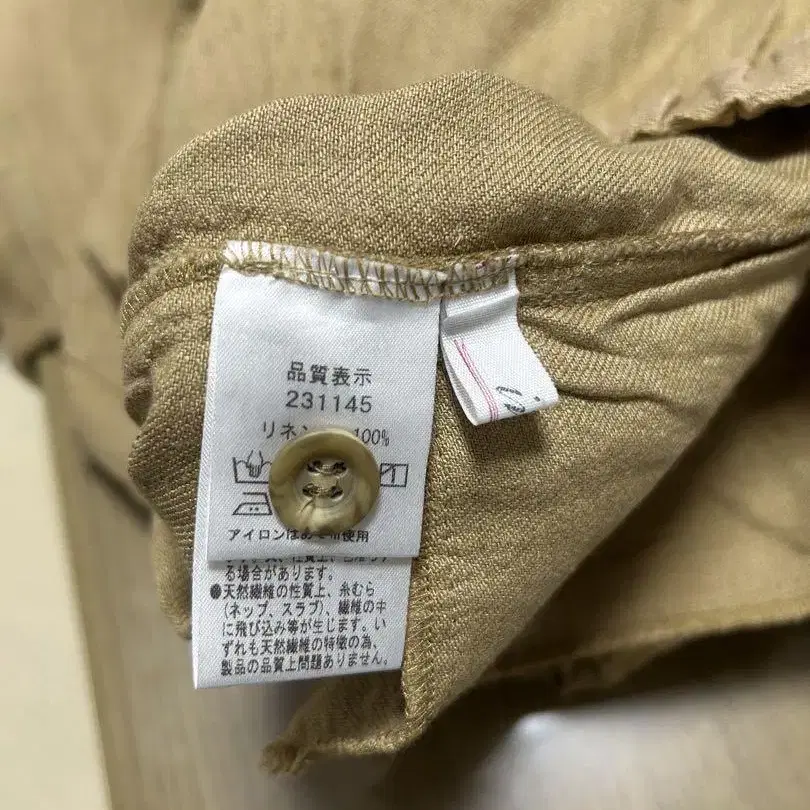 品質表示
231145
リネン 100%
アイロンは 使用
る場合があります。
●天然繊維の性質上、糸むら
(ネップ、スラブ)、繊維の中
に飛び込み等が生じます。い
ずれも天然繊維の特徴の為、
製品の品質上問題ありません。